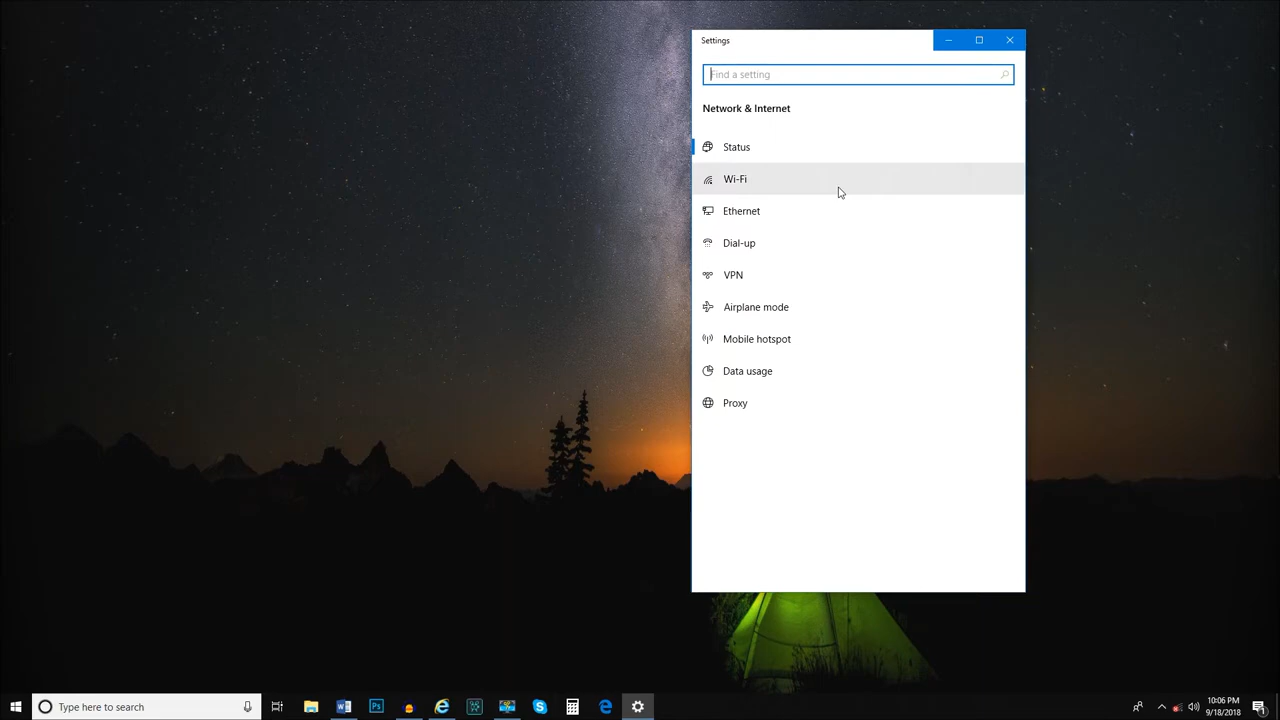 Settings
Find a setting
Network & Internet
Status
Wi-Fi
Ethernet
Dial-up
VPN
Airplane mode
Mobile hotspot
Data usage
Proxy
Type here to search
10:06 PM
9/18/2018